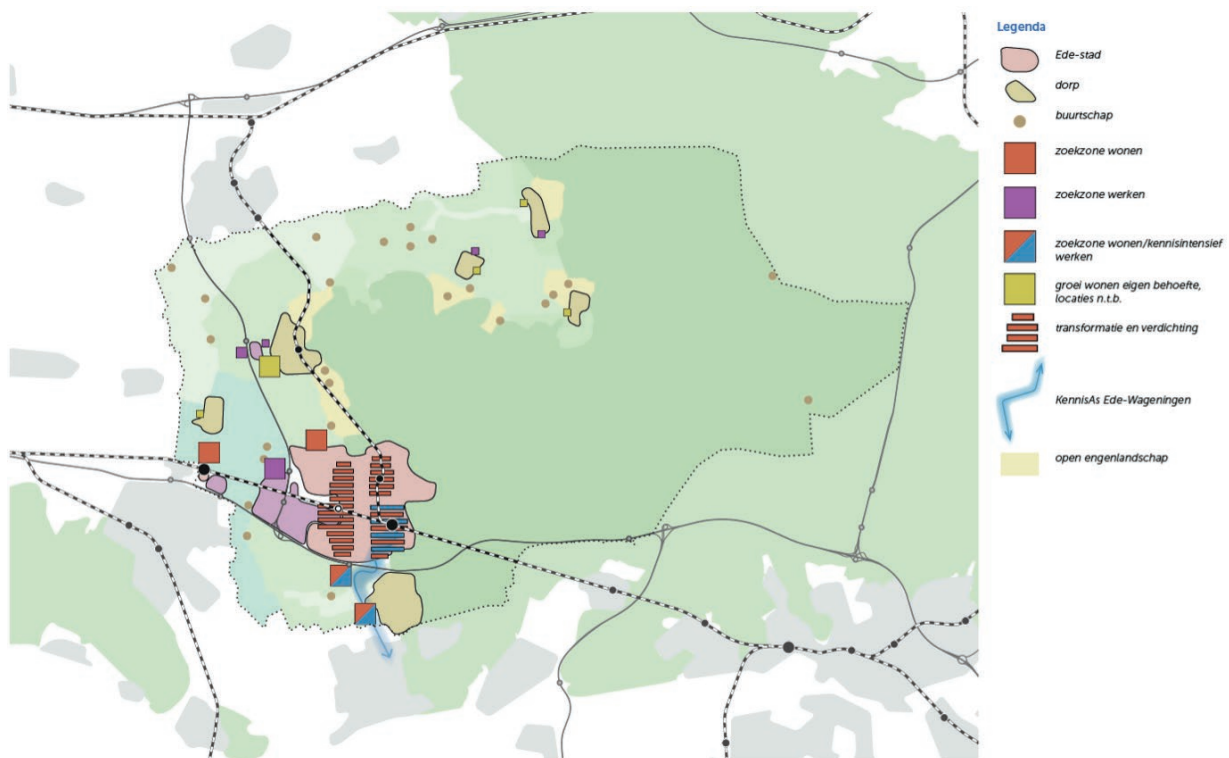 Legenda
Ede-stad
dorp
buurtschap
zoekzone wonen
zoekzone werken
zoekzone wonen/kennisintensief
werken
groei wonen eigen behoefte,
locaties n.t.b.
transformatie en verdichting
KennisAs Ede-Wageningen
open engenlandschap